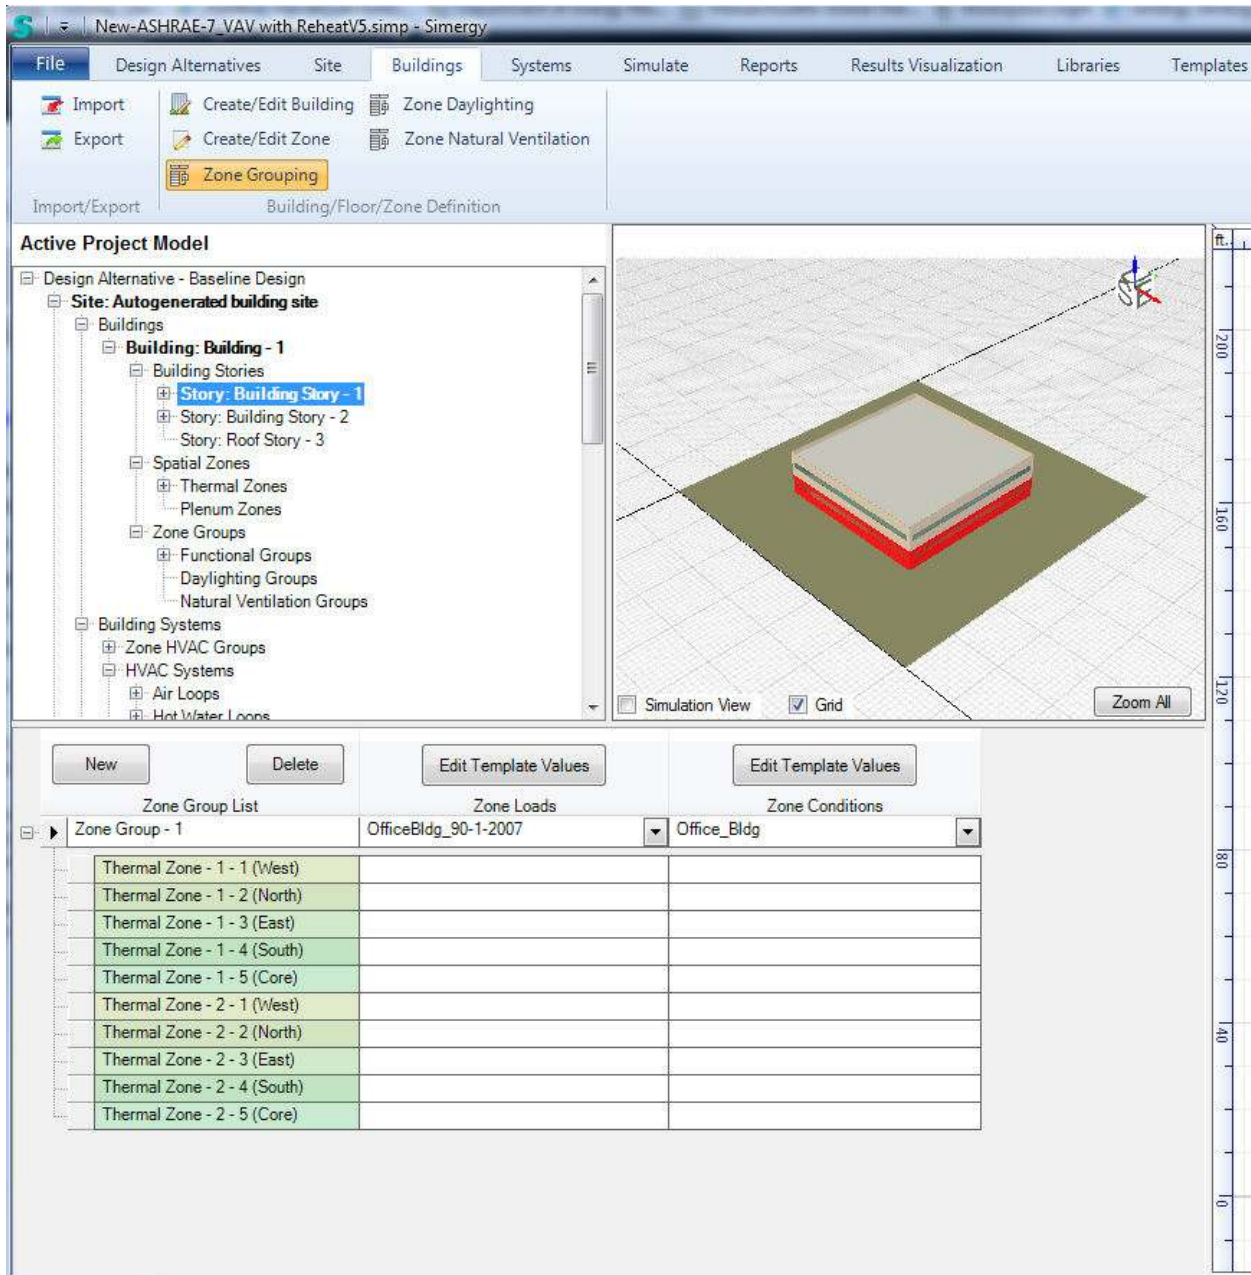 New-ASHRAE-7_VAV with ReheatV5.simp - Simergy
File Design Alternatives Site Buildings Systems Simulate Reports Results Visualization Libraries Templates
Import Create/Edit Building Zone Daylighting
Export Create/Edit Zone Zone Natural Ventilation
Zone Grouping
Import/Export Building/Floor/Zone Definition
Active Project Model
ft..
Design Alternative - Baseline Design
Site: Autogenerated building site
Buildings
Building: Building - 1
Building Stories
Story: Building Story - 1
Story: Building Story - 2
Story: Roof Story - 3
Spatial Zones
Thermal Zones
Plenum Zones
Zone Groups
Functional Groups
Daylighting Groups
Natural Ventilation Groups
Building Systems
Zone HVAC Groups
HVAC Systems
Air Loops
Hot Water Loops
Simulation View Grid Zoom All
200
160
120
80
40
0
New Delete Edit Template Values Edit Template Values
Zone Group List Zone Loads Zone Conditions
Zone Group - 1 OfficeBldg_90-1-2007 Office_Bldg
Thermal Zone - 1 - 1 (West)
Thermal Zone - 1 - 2 (North)
Thermal Zone - 1 - 3 (East)
Thermal Zone - 1 - 4 (South)
Thermal Zone - 1 - 5 (Core)
Thermal Zone - 2 - 1 (West)
Thermal Zone - 2 - 2 (North)
Thermal Zone - 2 - 3 (East)
Thermal Zone - 2 - 4 (South)
Thermal Zone - 2 - 5 (Core)